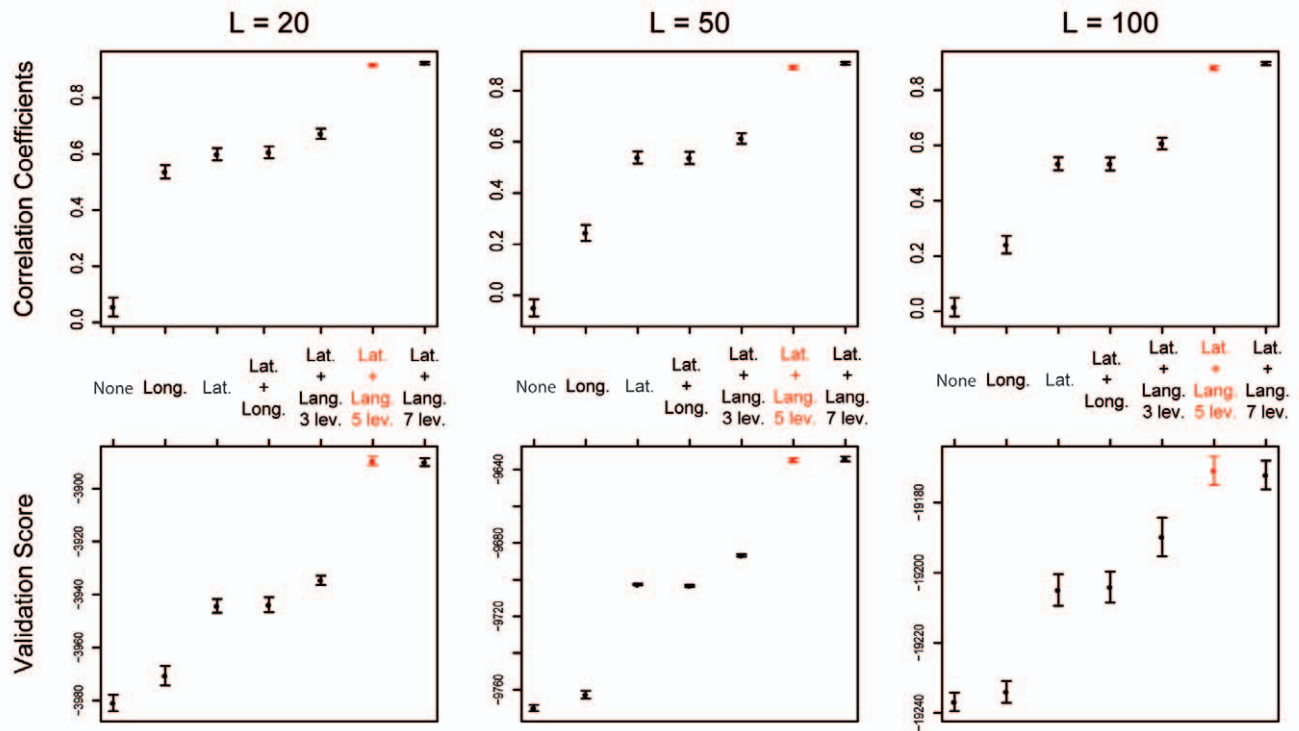 L = 20
L = 50
L = 100
Correlation Coefficients
0.8
0.6
0.4
0.2
0.0
0.8
0.6
0.4
0.2
0.0
0.8
0.6
0.4
0.2
0.0
None
Long.
Lat.
Lat.
+
Long.
Lat.
+
Lang.
3 lev.
Lat.
+
Lang.
5 lev.
Lat.
+
Lang.
7 lev.
None
Long.
Lat.
Lat.
+
Long.
Lat.
+
Lang.
3 lev.
Lat.
+
Lang.
5 lev.
Lat.
+
Lang.
7 lev.
None
Long.
Lat.
Lat.
+
Long.
Lat.
+
Lang.
3 lev.
Lat.
+
Lang.
5 lev.
Lat.
+
Lang.
7 lev.
Validation Score
-3900
-3920
-3940
-3960
-3980
-9640
-9680
-9720
-9760
-19180
-19200
-19220
-19240